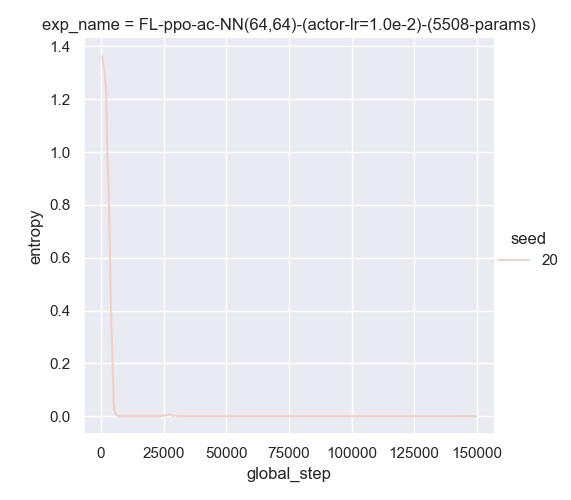 exp_name = FL-ppo-ac-NN(64,64)-(actor-lr=1.0e-2)-(5508-params)
1.4
1.2
1.0
0.8
0.6
0.4
0.2
0.0
entropy
0 25000 50000 75000 100000 125000 150000
global_step
seed
20